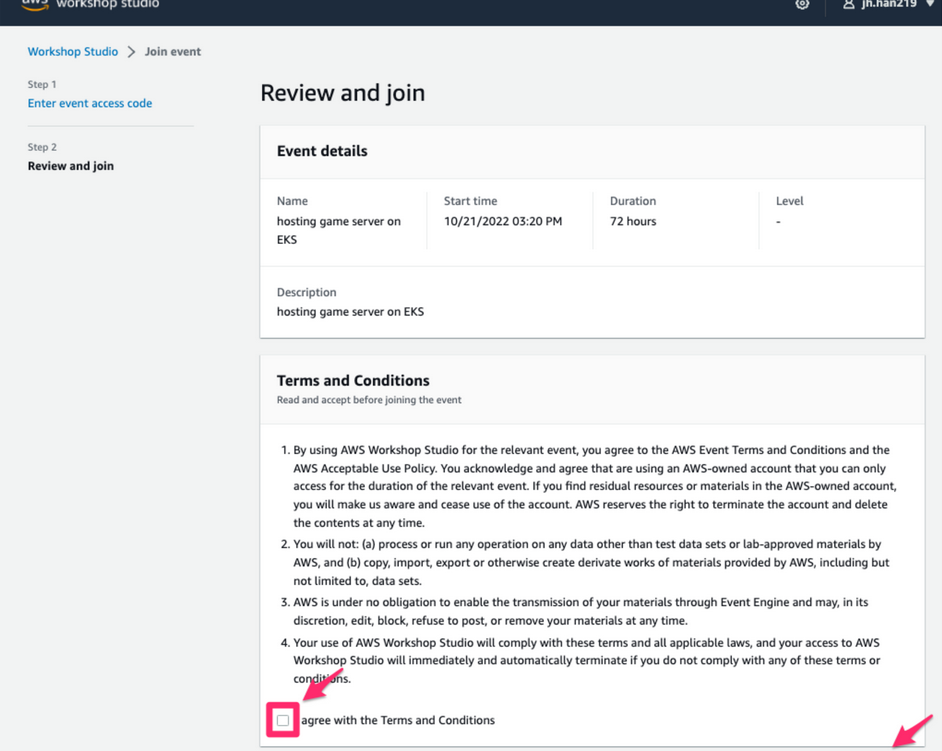 aws workshop studio
jh.han219
Workshop Studio > Join event
Step 1
Enter event access code
Step 2
Review and join
Review and join
Event details
Name
hosting game server on
EKS
Start time
10/21/2022 03:20 PM
Duration
72 hours
Level
-
Description
hosting game server on EKS
Terms and Conditions
Read and accept before joining the event
1. By using AWS Workshop Studio for the relevant event, you agree to the AWS Event Terms and Conditions and the
AWS Acceptable Use Policy. You acknowledge and agree that are using an AWS-owned account that you can only
access for the duration of the relevant event. If you find residual resources or materials in the AWS-owned account,
you will make us aware and cease use of the account. AWS reserves the right to terminate the account and delete
the contents at any time.
2. You will not: (a) process or run any operation on any data other than test data sets or lab-approved materials by
AWS, and (b) copy, import, export or otherwise create derivate works of materials provided by AWS, including but
not limited to, data sets.
3. AWS is under no obligation to enable the transmission of your materials through Event Engine and may, in its
discretion, edit, block, refuse to post, or remove your materials at any time.
4. Your use of AWS Workshop Studio will comply with these terms and all applicable laws, and your access to AWS
Workshop Studio will immediately and automatically terminate if you do not comply with any of these terms or
conditions.
I agree with the Terms and Conditions